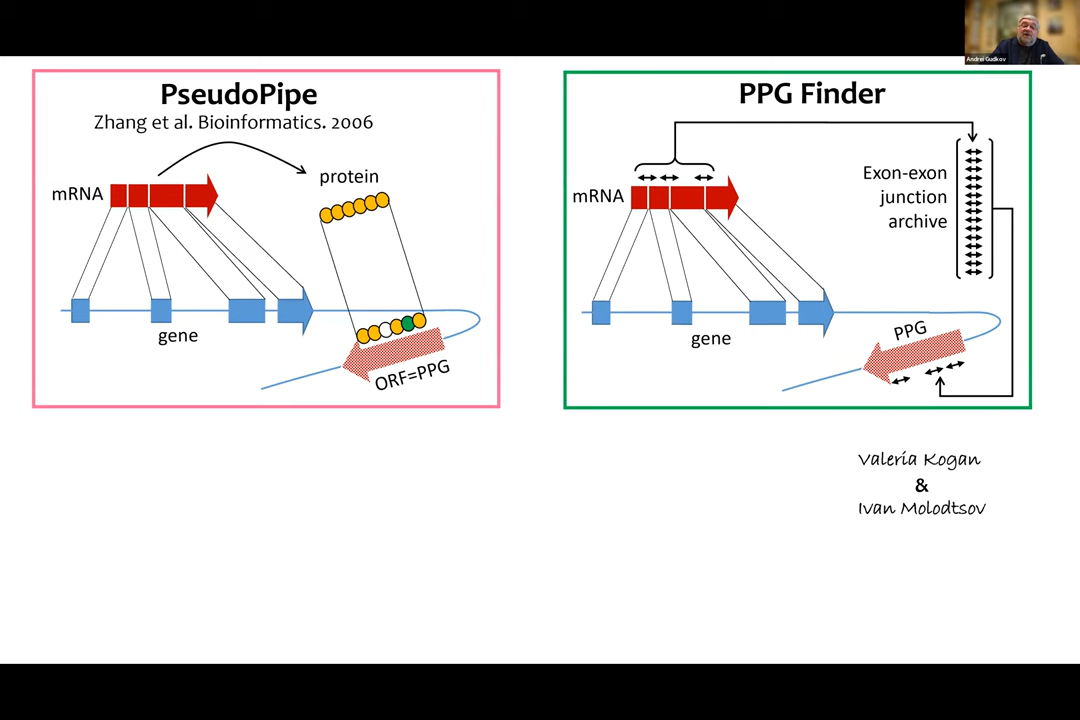 Andrei Gudkov
PseudoPipe
Zhang et al. Bioinformatics. 2006
mRNA
protein
gene
ORF=PPG
PPG Finder
mRNA
Exon-exon
junction
archive
gene
PPG
Valeria Kogan
&
Ivan Molodtsov